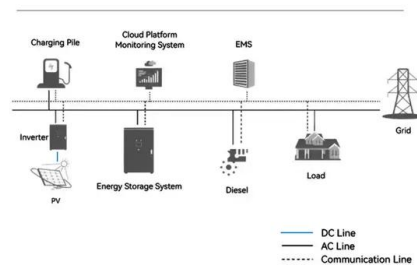 Charging Pile
Cloud Platform
Monitoring System
EMS
Grid
Inverter
PV
Energy Storage System
Diesel
Load
DC Line
AC Line
Communication Line